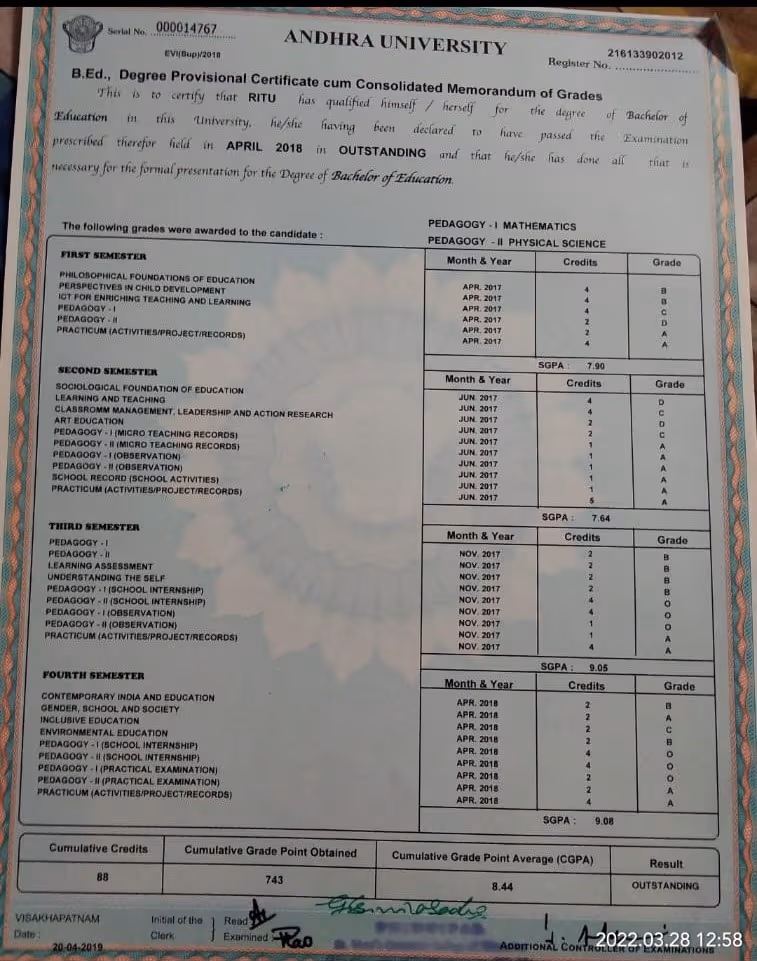 Serial No. 000014767
EVI(Sup)/2018
ANDHRA UNIVERSITY
216133902012
Register No. ..................
B.Ed., Degree Provisional Certificate cum Consolidated Memorandum of Grades
This is to certify that RITU has qualified himself / herself for the degree of Bachelor of
Education in this University, he/she having been declared to have passed the Examination
prescribed therefor held in APRIL 2018 in OUTSTANDING and that he/she has done all that is
necessary for the formal presentation for the Degree of Bachelor of Education.
PEDAGOGY - I MATHEMATICS
The following grades were awarded to the candidate :
PEDAGOGY - II PHYSICAL SCIENCE
FIRST SEMESTER Month & Year Credits Grade
PHILOSOPHICAL FOUNDATIONS OF EDUCATION APR. 2017 4 B
PERSPECTIVES IN CHILD DEVELOPMENT APR. 2017 4 B
ICT FOR ENRICHING TEACHING AND LEARNING APR. 2017 4 C
PEDAGOGY - I APR. 2017 2 D
PEDAGOGY - II APR. 2017 2 A
PRACTICUM (ACTIVITIES/PROJECT/RECORDS) APR. 2017 4 A
SGPA : 7.90
SECOND SEMESTER Month & Year Credits Grade
SOCIOLOGICAL FOUNDATION OF EDUCATION JUN. 2017 4 D
LEARNING AND TEACHING JUN. 2017 4 C
CLASSROMM MANAGEMENT, LEADERSHIP AND ACTION RESEARCH JUN. 2017 2 D
ART EDUCATION JUN. 2017 2 C
PEDAGOGY - I (MICRO TEACHING RECORDS) JUN. 2017 1 A
PEDAGOGY - II (MICRO TEACHING RECORDS) JUN. 2017 1 A
PEDAGOGY - I (OBSERVATION) JUN. 2017 1 A
PEDAGOGY - II (OBSERVATION) JUN. 2017 1 A
SCHOOL RECORD (SCHOOL ACTIVITIES) JUN. 2017 1 A
PRACTICUM (ACTIVITIES/PROJECT/RECORDS) JUN. 2017 5 A
SGPA : 7.64
THIRD SEMESTER Month & Year Credits Grade
PEDAGOGY - I NOV. 2017 2 B
PEDAGOGY - II NOV. 2017 2 B
LEARNING ASSESSMENT NOV. 2017 2 B
UNDERSTANDING THE SELF NOV. 2017 2 B
PEDAGOGY - I (SCHOOL INTERNSHIP) NOV. 2017 4 O
PEDAGOGY - II (SCHOOL INTERNSHIP) NOV. 2017 4 O
PEDAGOGY - I (OBSERVATION) NOV. 2017 1 O
PEDAGOGY - II (OBSERVATION) NOV. 2017 1 A
PRACTICUM (ACTIVITIES/PROJECT/RECORDS) NOV. 2017 4 A
SGPA : 9.05
FOURTH SEMESTER Month & Year Credits Grade
CONTEMPORARY INDIA AND EDUCATION APR. 2018 2 B
GENDER, SCHOOL AND SOCIETY APR. 2018 2 A
INCLUSIVE EDUCATION APR. 2018 2 C
ENVIRONMENTAL EDUCATION APR. 2018 2 B
PEDAGOGY - I (SCHOOL INTERNSHIP) APR. 2018 4 O
PEDAGOGY - II (SCHOOL INTERNSHIP) APR. 2018 4 O
PEDAGOGY - I (PRACTICAL EXAMINATION) APR. 2018 2 O
PEDAGOGY - II (PRACTICAL EXAMINATION) APR. 2018 2 A
PRACTICUM (ACTIVITIES/PROJECT/RECORDS) APR. 2018 4 A
SGPA : 9.08
Cumulative Credits Cumulative Grade Point Obtained Cumulative Grade Point Average (CGPA) Result
88 743 8.44 OUTSTANDING
VISAKHAPATNAM Initial of the Read
Date : Clerk Examined : Rao
20-04-2019 ADDITIONAL CONTROLLER OF EXAMINATIONS
2022-03-28 12:58